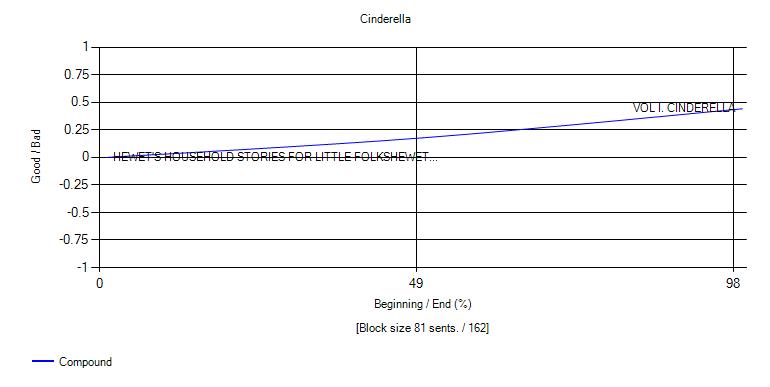 Cinderella
1
0.75
0.5
VOL I. CINDERELLA
0.25
Good / Bad
0
HEWET'S HOUSEHOLD STORIES FOR LITTLE FOLKSHEWET...
-0.25
-0.5
-0.75
-1
0 49 98
Beginning / End (%)
[Block size 81 sents. / 162]
Compound